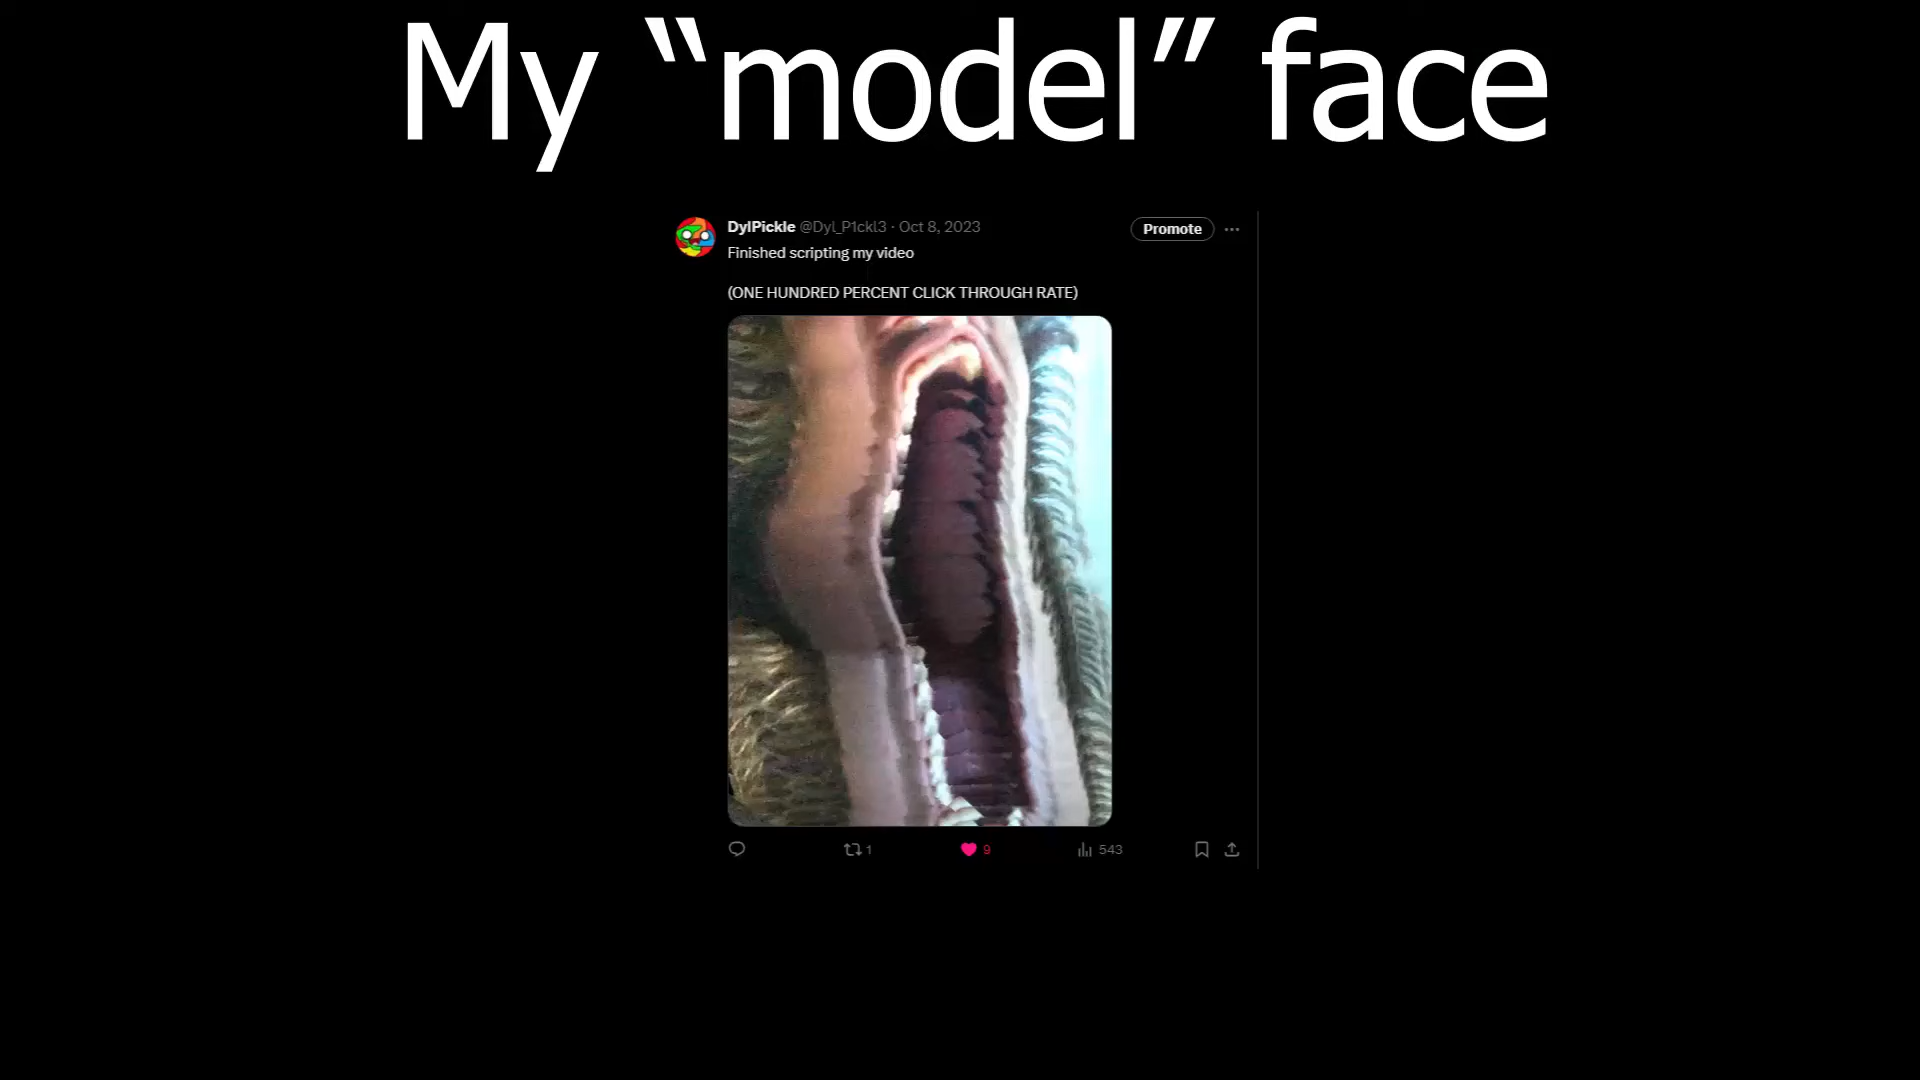 My “model” face
DylPickle @Dyl_P1ckl3 · Oct 8, 2023
Promote
Finished scripting my video
(ONE HUNDRED PERCENT CLICK THROUGH RATE)
1 9 543